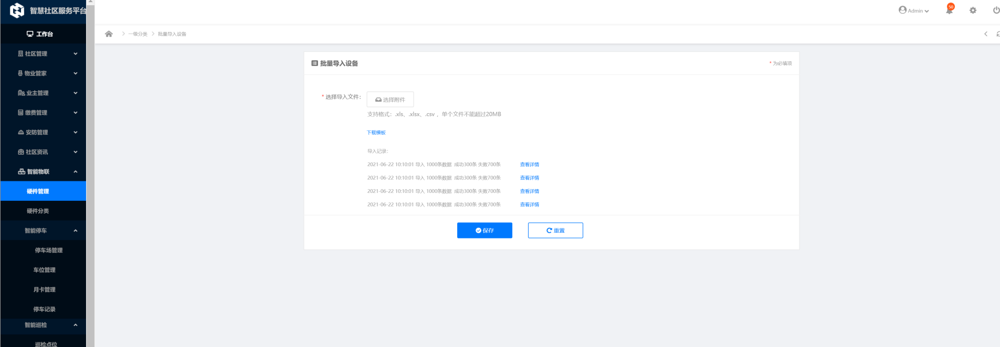 智慧社区服务平台
Admin
50
工作台
一级分类
批量导入设备
社区管理
物业管家
业主管理
缴费管理
安防管理
社区资讯
智能物联
硬件管理
硬件分类
智能停车
停车场管理
车位管理
月卡管理
停车记录
智能巡检
巡检点位
批量导入设备
* 为必填项
* 选择导入文件：
选择附件
支持格式：.xls、.xlsx、.csv ，单个文件不能超过20MB
下载模板
导入记录：
2021-06-22 10:10:01 导入 1000条数据 成功300条 失败700条 查看详情
2021-06-22 10:10:01 导入 1000条数据 成功300条 失败700条 查看详情
2021-06-22 10:10:01 导入 1000条数据 成功300条 失败700条 查看详情
2021-06-22 10:10:01 导入 1000条数据 成功300条 失败700条 查看详情
保存
重置